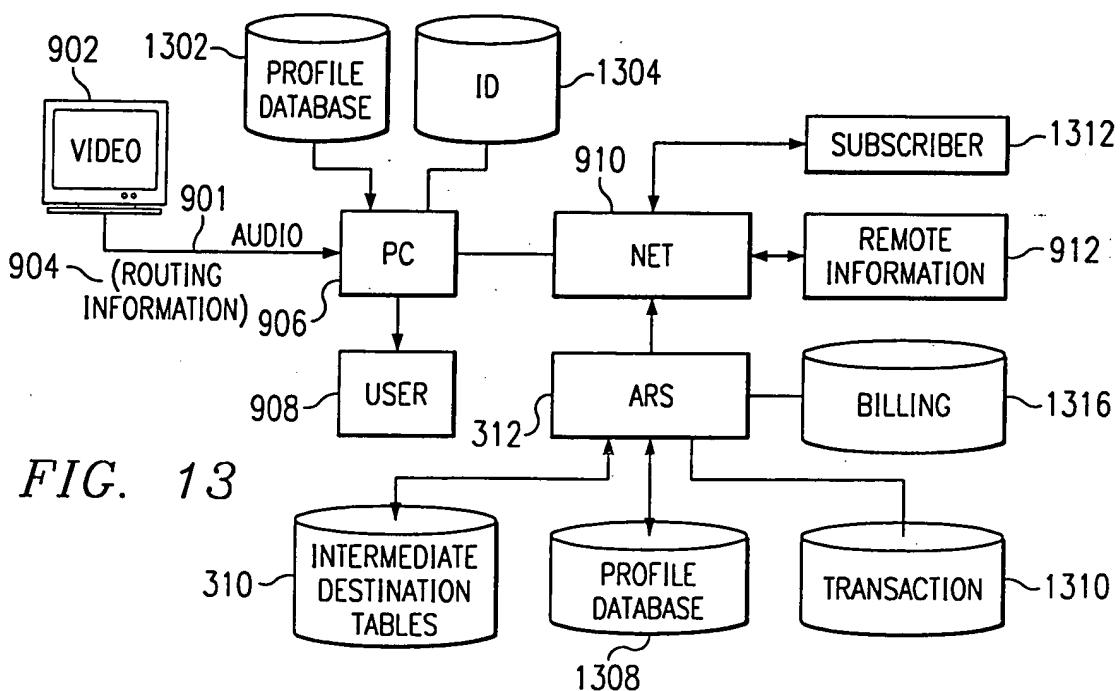 902
1302
PROFILE
DATABASE
ID
1304
VIDEO
901
AUDIO
904
(ROUTING
INFORMATION)
PC
906
910
NET
SUBSCRIBER
1312
REMOTE
INFORMATION
912
USER
908
ARS
312
BILLING
1316
FIG. 13
310
INTERMEDIATE
DESTINATION
TABLES
PROFILE
DATABASE
1308
TRANSACTION
1310